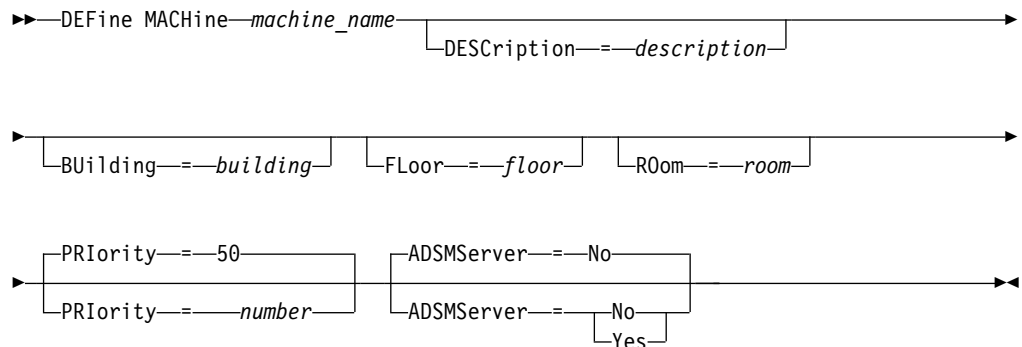 DEFine MACHine machine_name
DESCription = description
BUilding = building FLoor = floor ROom = room
PRIority = 50 ADSMServer = No
PRIority = number ADSMServer = No
Yes